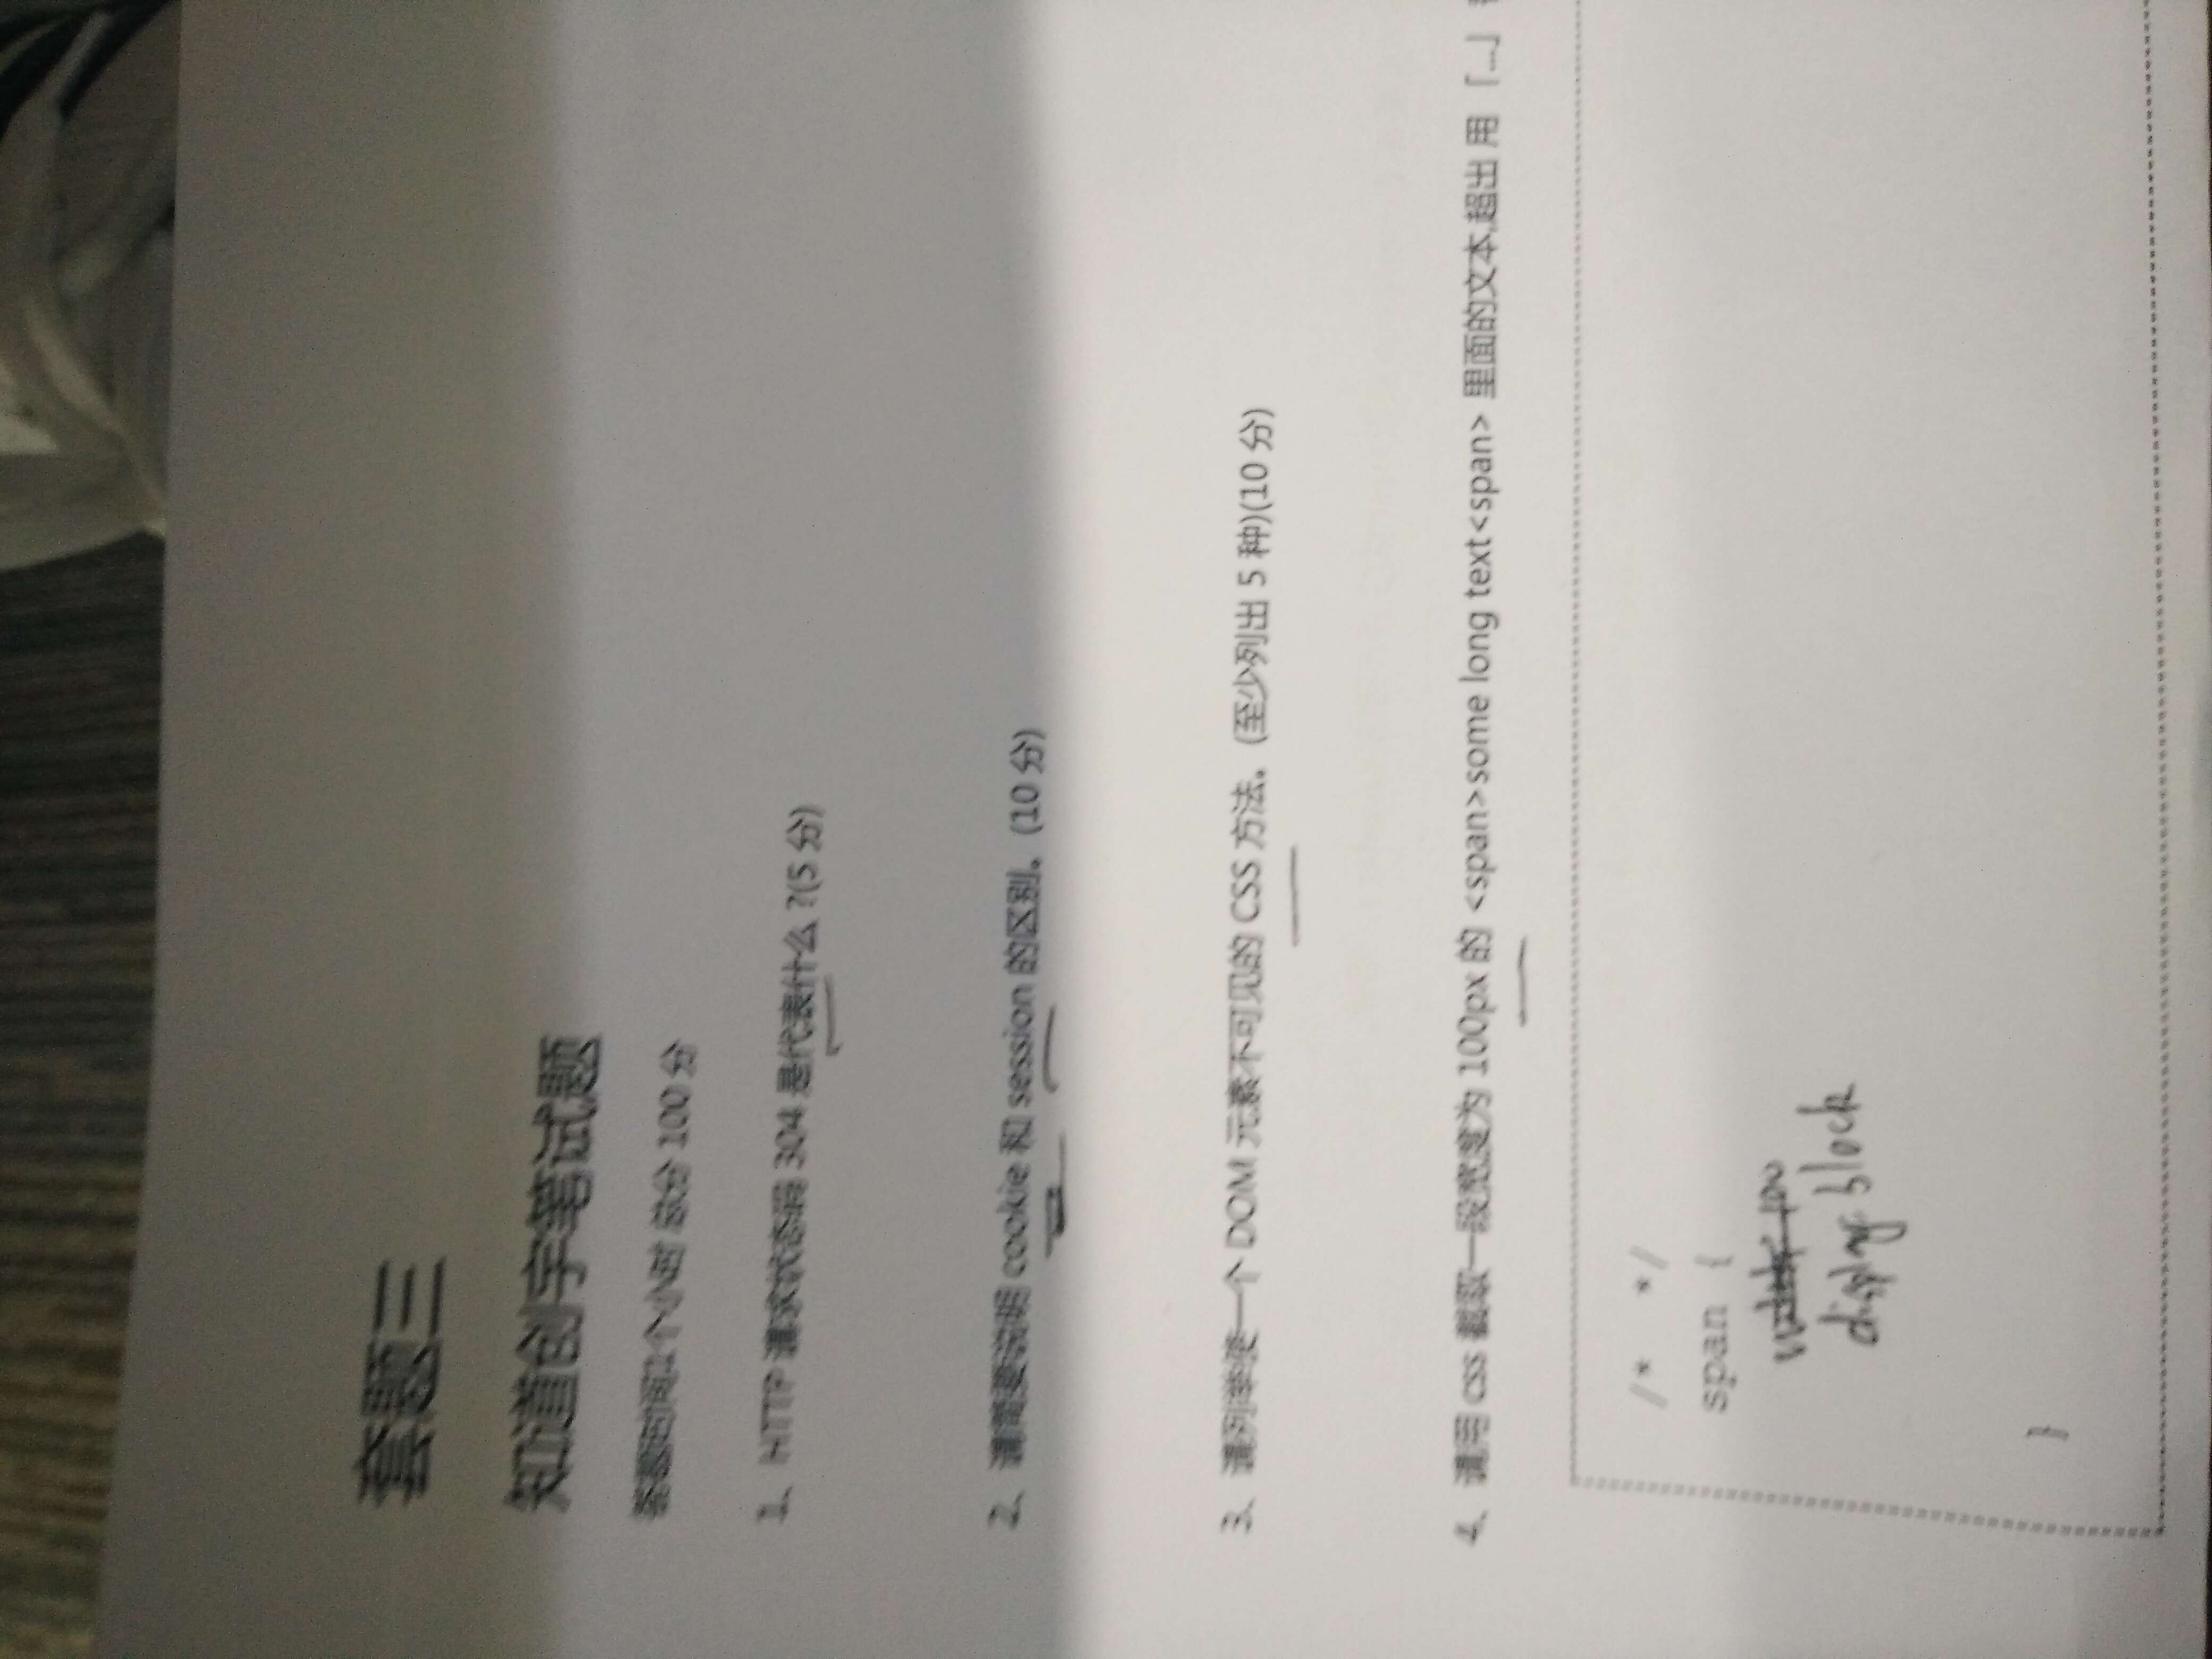 套题三
知道创宇笔试题
答题时间2个小时 总分 100 分
1、HTTP 请求状态码 304 是代表什么 ?(5 分)
2、请简要说明 cookie 和 session 的区别。(10 分)
3、请列举使一个 DOM 元素不可见的 CSS 方法。(至少列出 5 种)(10 分)
4、请用 css 截取一段宽度为 100px 的 <span>some long text<span> 里面的文本,超出 用「...」
/* */
span {
display block
}